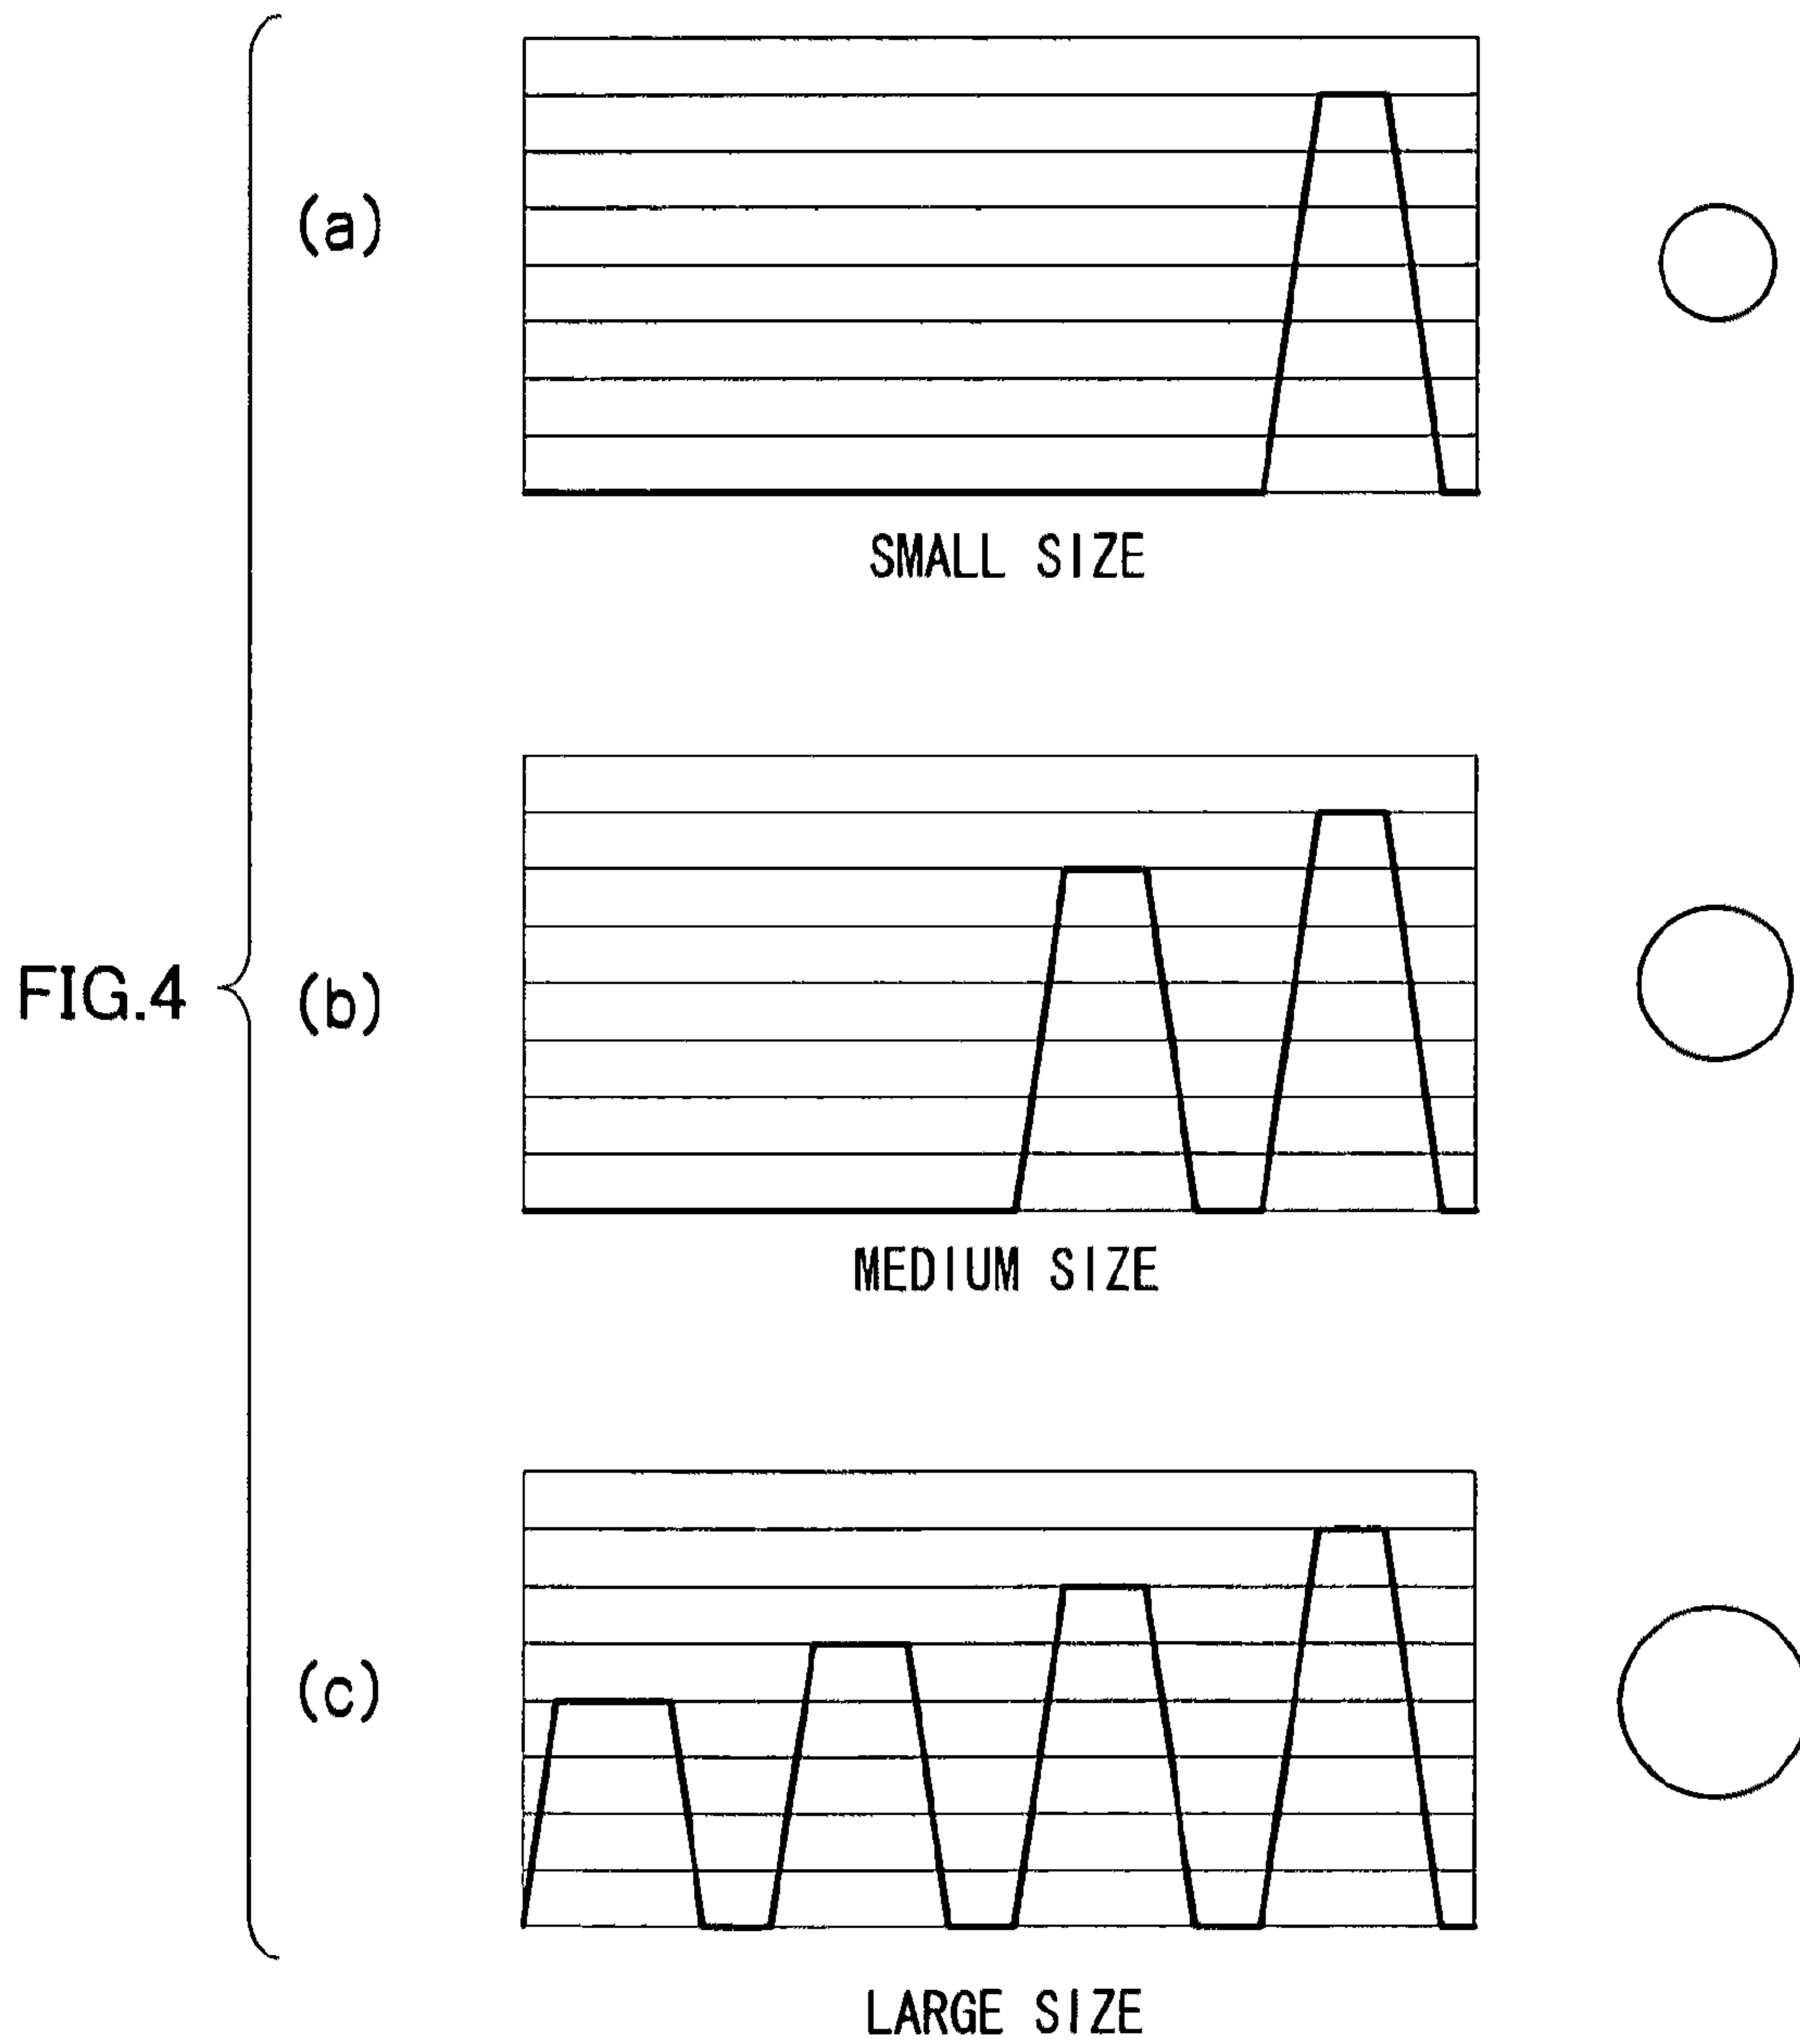 FIG.4
(a)
SMALL SIZE
(b)
MEDIUM SIZE
(c)
LARGE SIZE